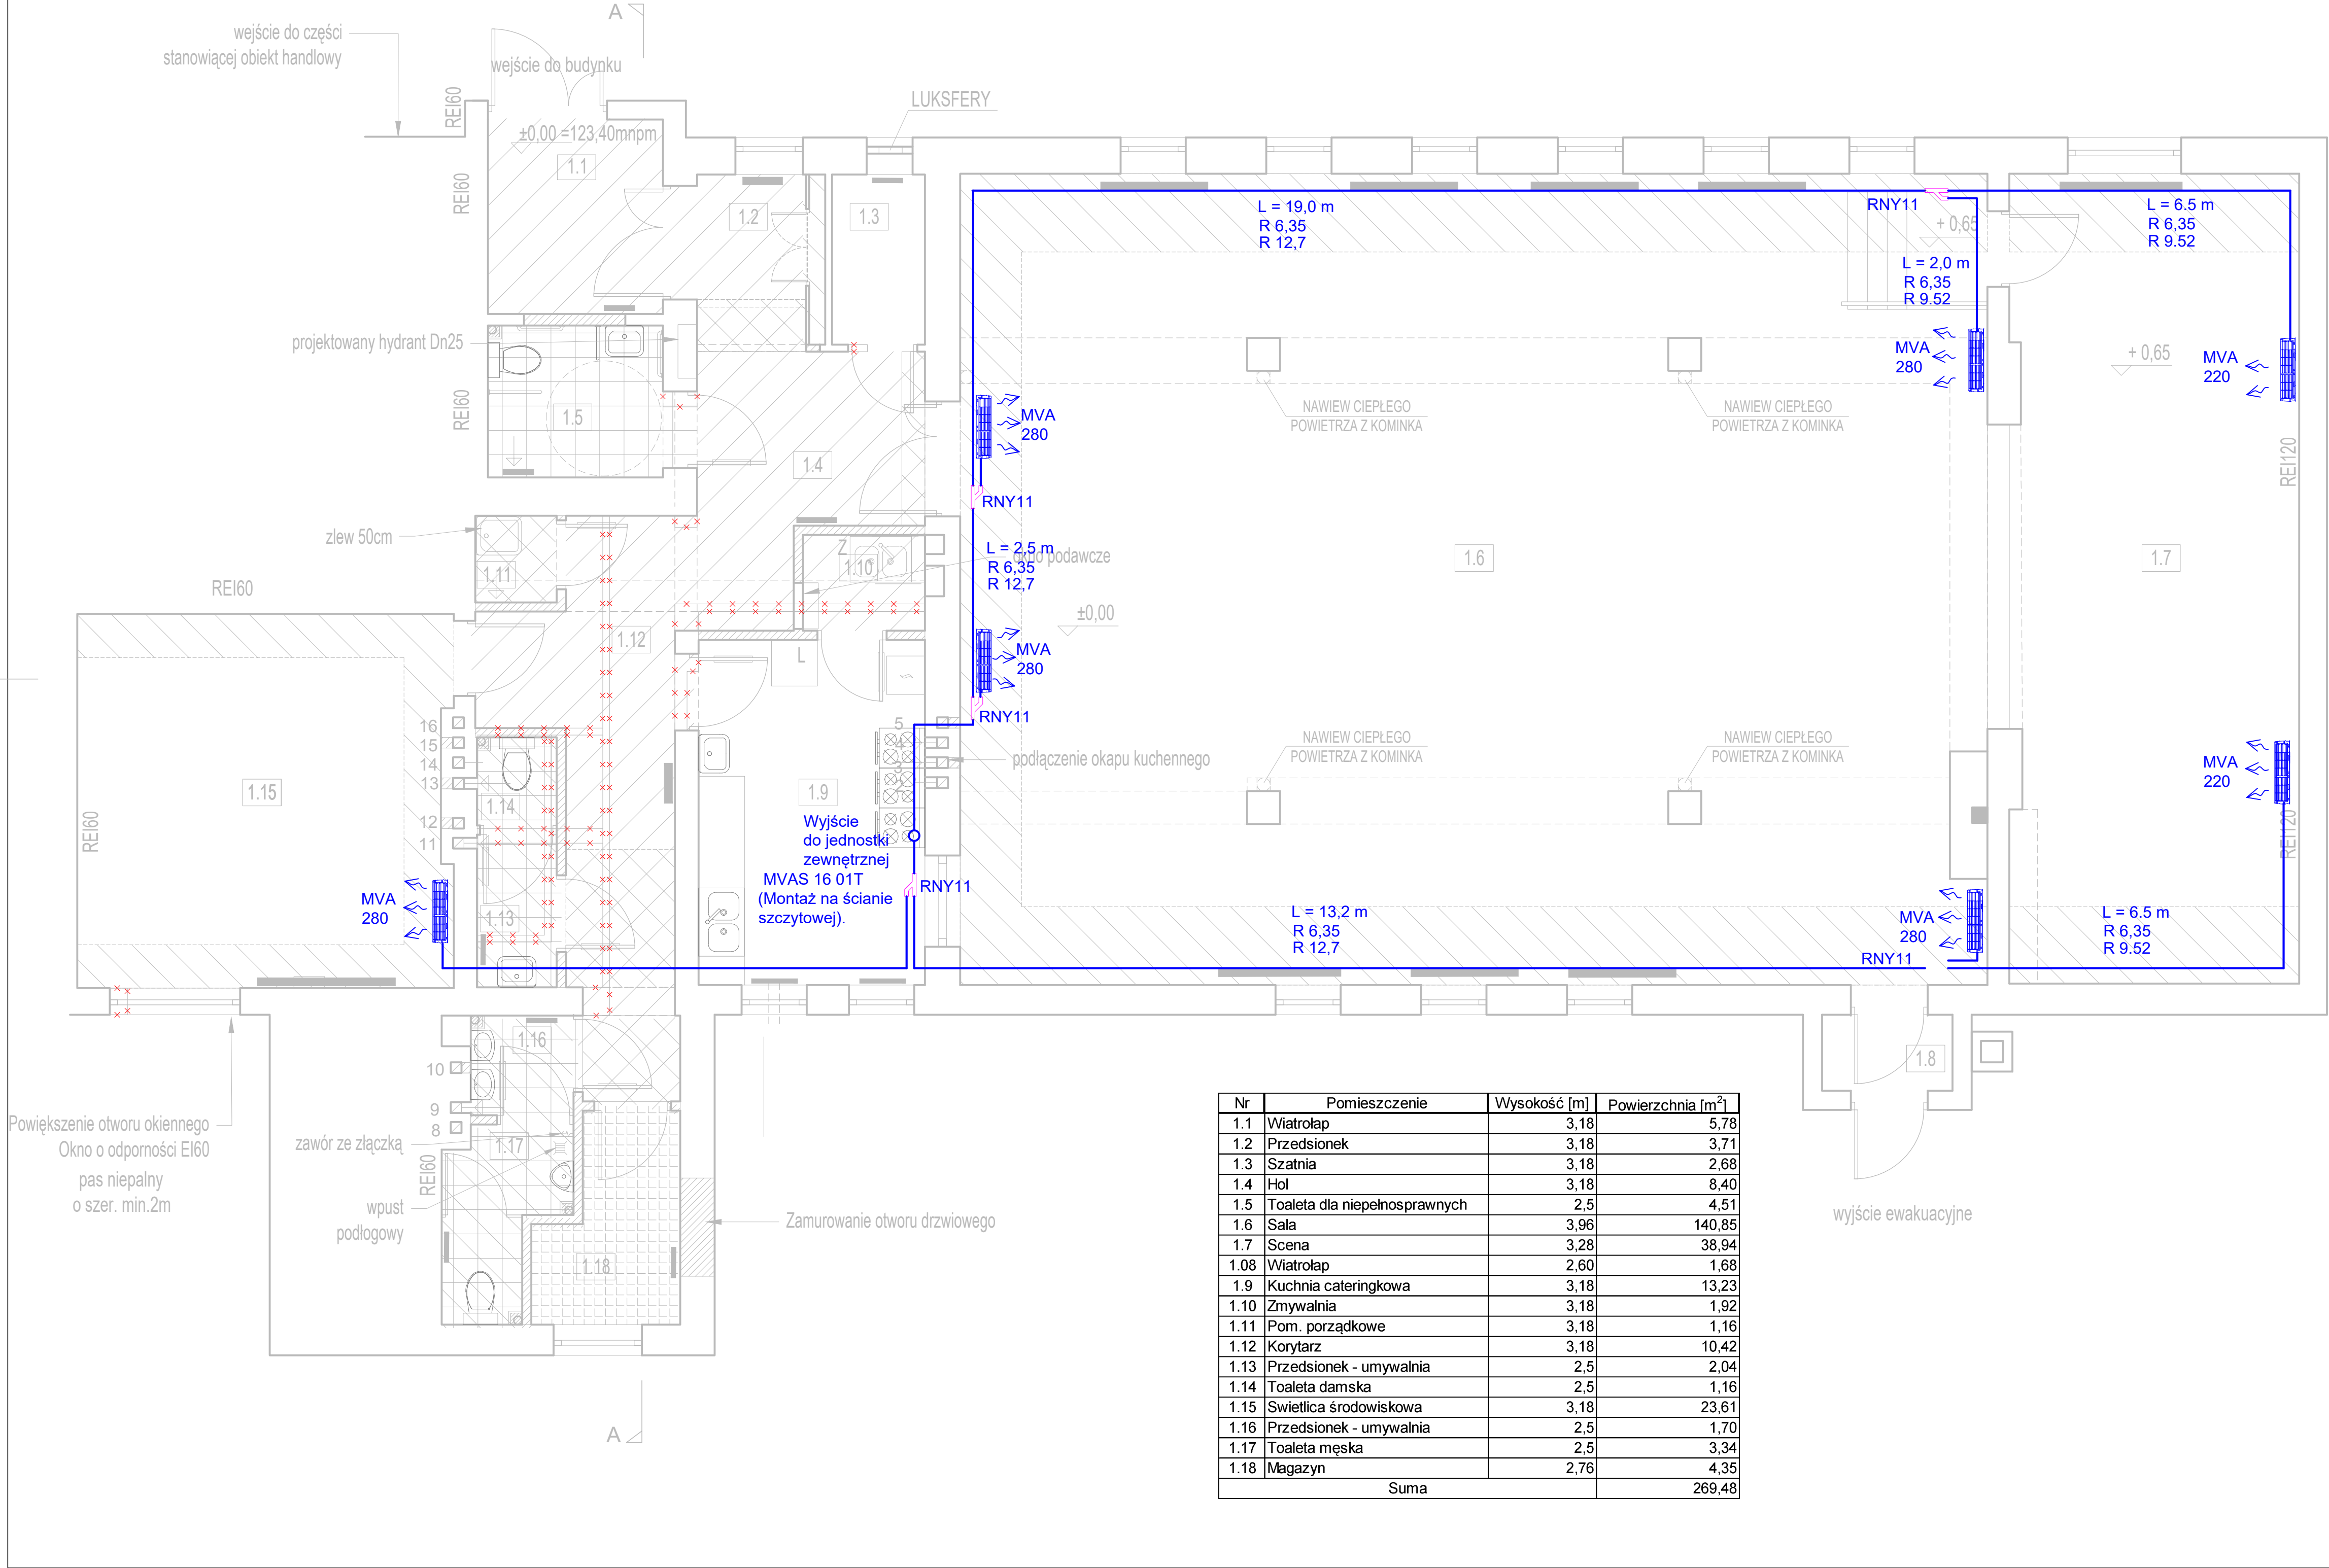 A
wejście do części
stanowiącej obiekt handlowy
wejście do budynku
REI60
LUKSFERY
±0,00 =123,40mnpm
1.1
REI60
1.2
1.3
L = 19,0 m
R 6,35
R 12,7
RNY11
+ 0,65
L = 6.5 m
R 6,35
R 9.52
L = 2,0 m
R 6,35
R 9.52
projektowany hydrant Dn25
MVA
280
+ 0,65
MVA
220
REI60
1.5
MVA
280
NAWIEW CIEPŁEGO
POWIETRZA Z KOMINKA
NAWIEW CIEPŁEGO
POWIETRZA Z KOMINKA
1.4
REI120
RNY11
zlew 50cm
Z
1.10
L = 2,5 m
R 6,35
R 12,7
okno podawcze
1.6
1.7
1.11
REI60
±0,00
1.12
L
MVA
280
RNY11
16
15
14
13
12
11
5
4
3
NAWIEW CIEPŁEGO
POWIETRZA Z KOMINKA
NAWIEW CIEPŁEGO
POWIETRZA Z KOMINKA
podłączenie okapu kuchennego
MVA
220
1.15
1.14
1.9
REI60
REI120
Wyjście
do jednostki
zewnętrznej
MVAS 16 01T
(Montaż na ścianie
szczytowej).
RNY11
MVA
280
1.13
L = 13,2 m
R 6,35
R 12,7
MVA
280
L = 6.5 m
R 6,35
R 9.52
RNY11
1.16
10
9
8
1.8
Powiększenie otworu okiennego
Okno o odporności EI60
pas niepalny
o szer. min.2m
zawór ze złączką
1.17
REI60
wpust
podłogowy
Zamurowanie otworu drzwiowego
1.18
wyjście ewakuacyjne
A
Nr Pomieszczenie Wysokość [m] Powierzchnia [m²]
1.1 Wiatrołap 3,18 5,78
1.2 Przedsionek 3,18 3,71
1.3 Szatnia 3,18 2,68
1.4 Hol 3,18 8,40
1.5 Toaleta dla niepełnosprawnych 2,5 4,51
1.6 Sala 3,96 140,85
1.7 Scena 3,28 38,94
1.08 Wiatrołap 2,60 1,68
1.9 Kuchnia cateringkowa 3,18 13,23
1.10 Zmywalnia 3,18 1,92
1.11 Pom. porządkowe 3,18 1,16
1.12 Korytarz 3,18 10,42
1.13 Przedsionek - umywalnia 2,5 2,04
1.14 Toaleta damska 2,5 1,16
1.15 Swietlica środowiskowa 3,18 23,61
1.16 Przedsionek - umywalnia 2,5 1,70
1.17 Toaleta męska 2,5 3,34
1.18 Magazyn 2,76 4,35
Suma 269,48